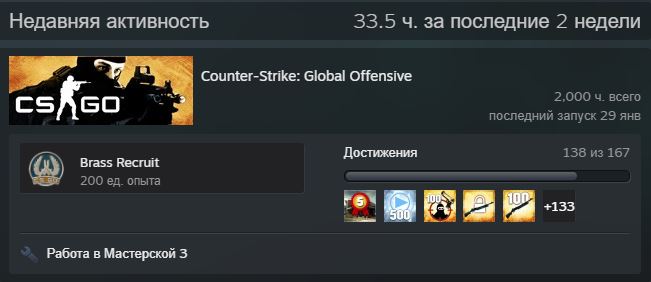 Недавняя активность
33.5 ч. за последние 2 недели
CS GO
Counter-Strike: Global Offensive
2,000 ч. всего
последний запуск 29 янв
Brass Recruit
200 ед. опыта
Достижения
138 из 167
5
500
100
100
+133
Работа в Мастерской 3